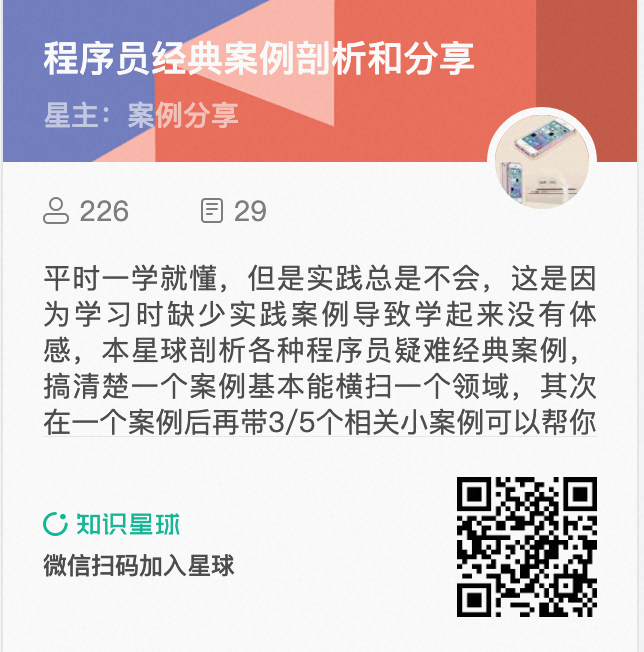 程序员经典案例剖析和分享
星主：案例分享
226 29
平时一学就懂，但是实践总是不会，这是因
为学习时缺少实践案例导致学起来没有体
感，本星球剖析各种程序员疑难经典案例，
搞清楚一个案例基本能横扫一个领域，其次
在一个案例后再带3/5个相关小案例可以帮你
知识星球
微信扫码加入星球